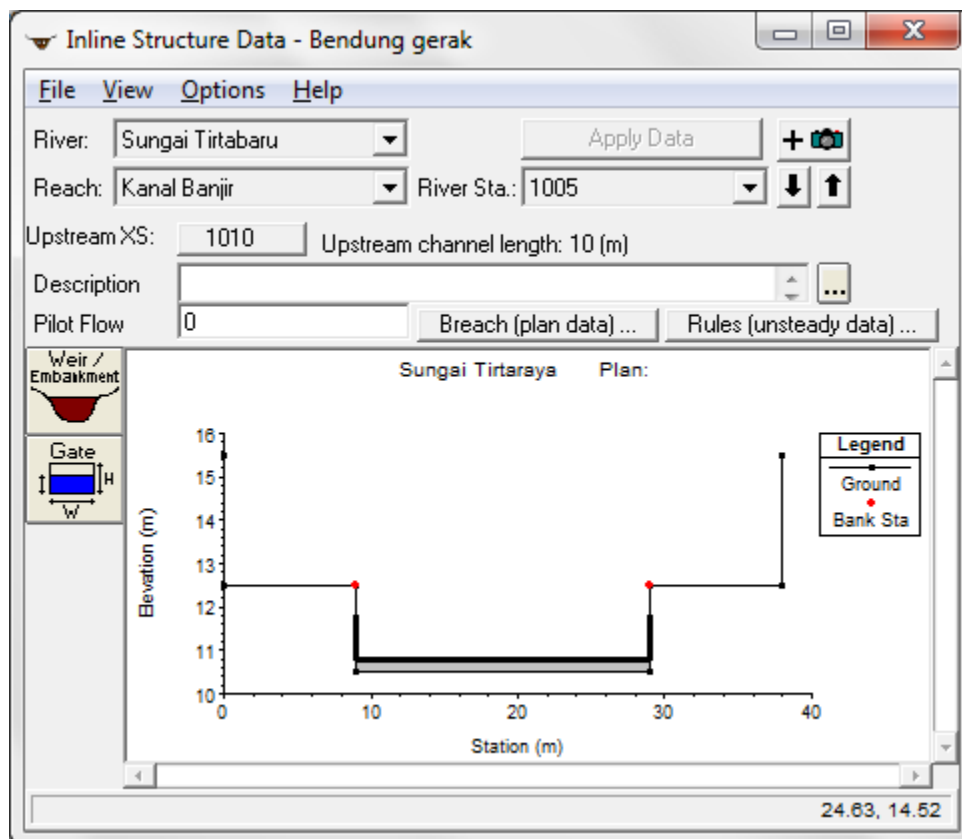 Inline Structure Data - Bendung gerak
File View Options Help
River: Sungai Tirtabaru Apply Data +
Reach: Kanal Banjir River Sta.: 1005
Upstream XS: 1010 Upstream channel length: 10 (m)
Description ...
Pilot Flow 0 Breach (plan data) ... Rules (unsteady data) ...
Weir / Embankment
Gate
H
W
Sungai Tirtaraya Plan:
Legend
Ground
Bank Sta
Elevation (m)
16
15
14
13
12
11
10
0 10 20 30 40
Station (m)
24.63, 14.52